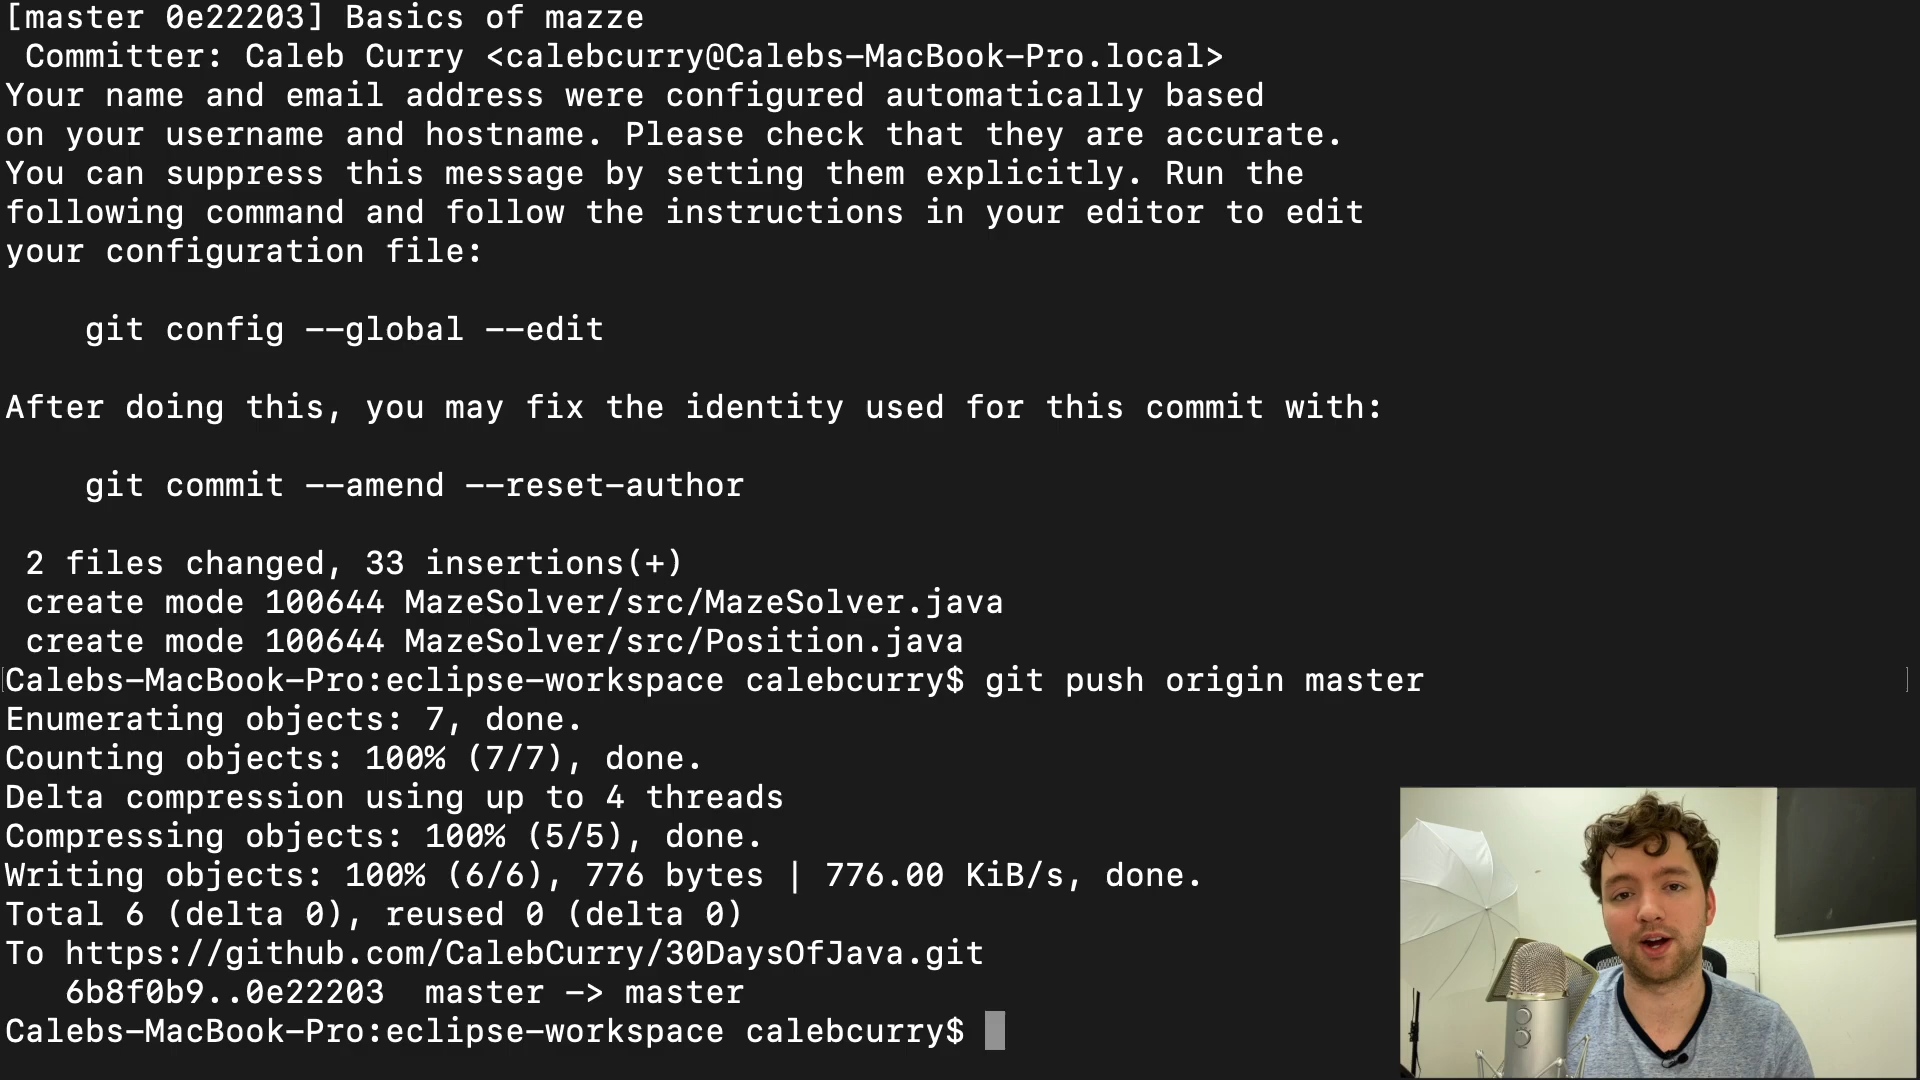 [master 0e22203] Basics of mazze
Committer: Caleb Curry <calebcurry@Calebs-MacBook-Pro.local>
Your name and email address were configured automatically based
on your username and hostname. Please check that they are accurate.
You can suppress this message by setting them explicitly. Run the
following command and follow the instructions in your editor to edit
your configuration file:
git config --global --edit
After doing this, you may fix the identity used for this commit with:
git commit --amend --reset-author
2 files changed, 33 insertions(+)
create mode 100644 MazeSolver/src/MazeSolver.java
create mode 100644 MazeSolver/src/Position.java
Calebs-MacBook-Pro:eclipse-workspace calebcurry$ git push origin master
Enumerating objects: 7, done.
Counting objects: 100% (7/7), done.
Delta compression using up to 4 threads
Compressing objects: 100% (5/5), done.
Writing objects: 100% (6/6), 776 bytes | 776.00 KiB/s, done.
Total 6 (delta 0), reused 0 (delta 0)
To https://github.com/CalebCurry/30DaysOfJava.git
6b8f0b9..0e22203  master -> master
Calebs-MacBook-Pro:eclipse-workspace calebcurry$